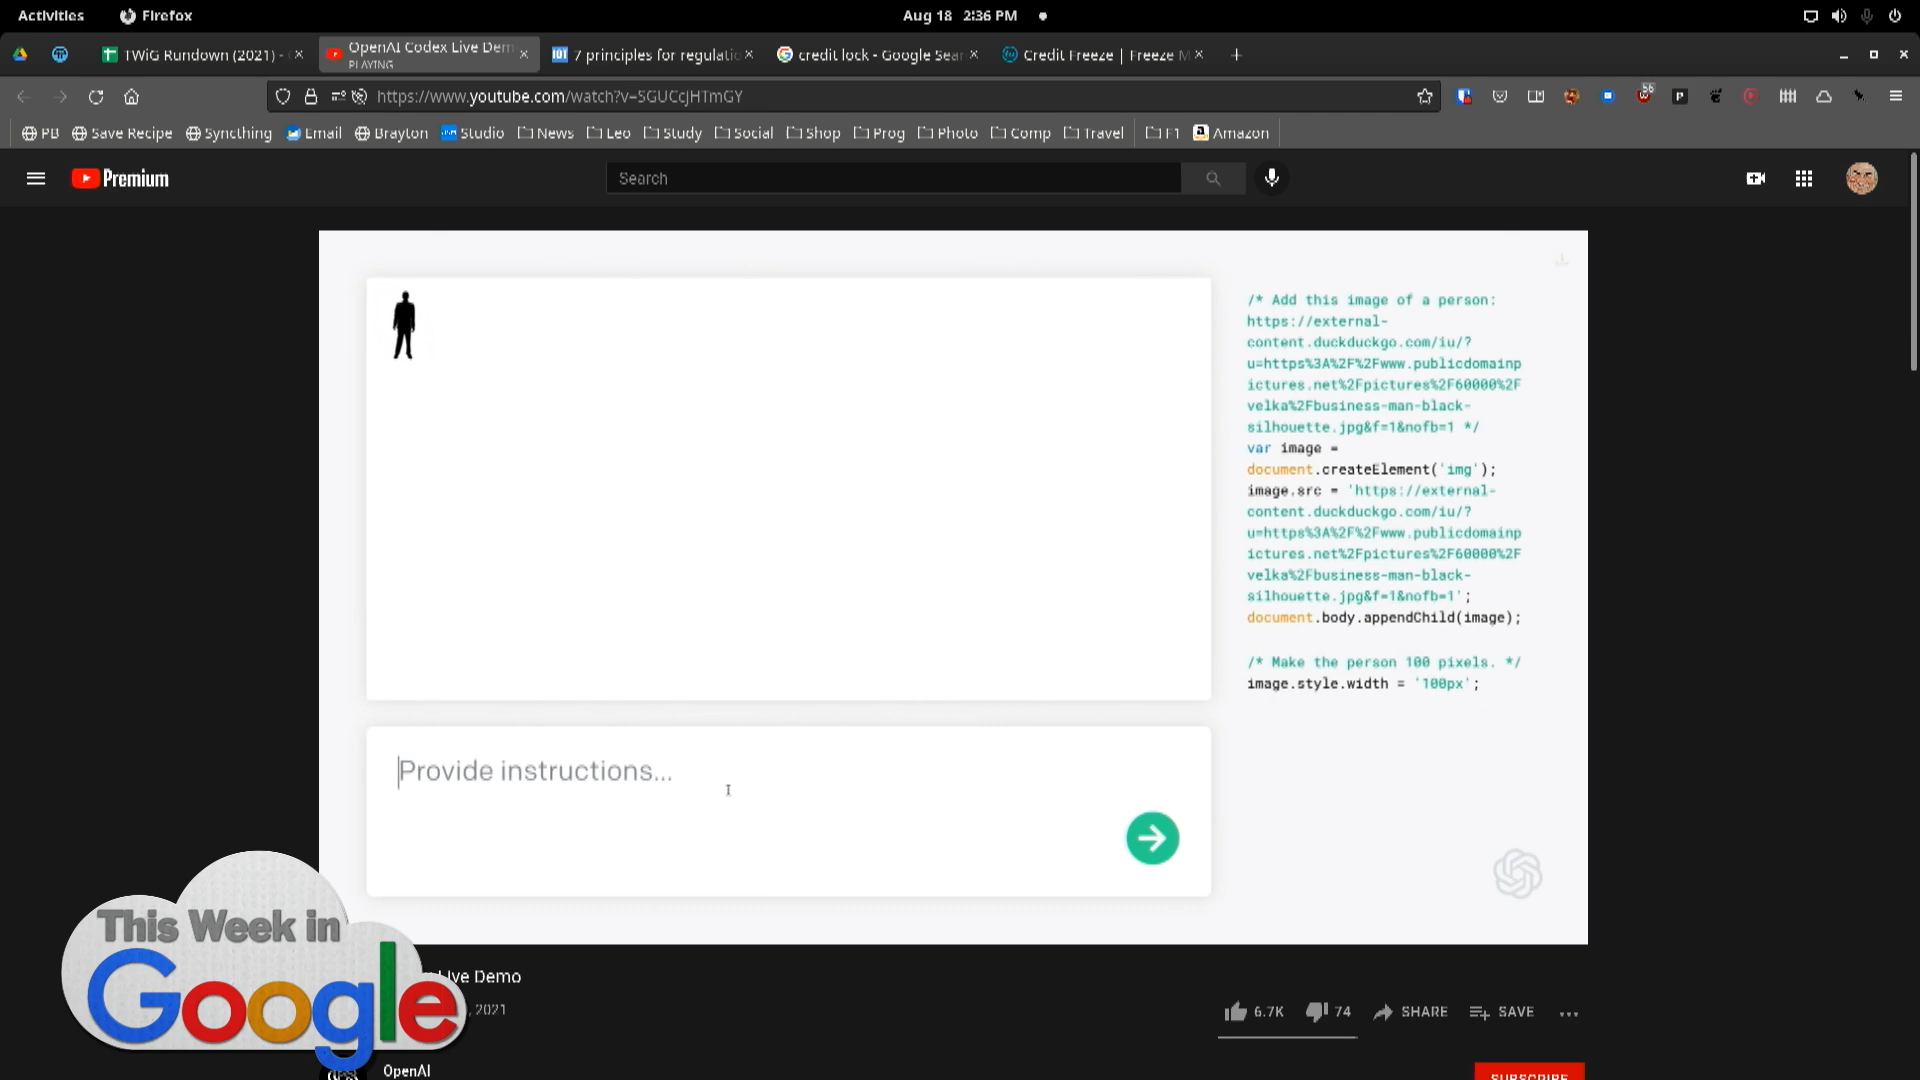 Activities
Firefox
Aug 18 2:36 PM
TWiG Rundown (2021) -
OpenAI Codex Live Dem
PLAYING
7 principles for regulatio
credit lock - Google Sear
Credit Freeze | Freeze M
https://www.youtube.com/watch?v=SGUCcjHTmGY
56
PB
Save Recipe
Syncthing
Email
Brayton
Studio
News
Leo
Study
Social
Shop
Prog
Photo
Comp
Travel
F1
Amazon
Premium
Search
/* Add this image of a person:
https://external-
content.duckduckgo.com/iu/?
u=https%3A%2F%2Fwww.publicdomainp
ictures.net%2Fpictures%2F60000%2F
velka%2Fbusiness-man-black-
silhouette.jpg&f=1&nofb=1 */
var image =
document.createElement('img');
image.src = 'https://external-
content.duckduckgo.com/iu/?
u=https%3A%2F%2Fwww.publicdomainp
ictures.net%2Fpictures%2F60000%2F
velka%2Fbusiness-man-black-
silhouette.jpg&f=1&nofb=1';
document.body.appendChild(image);
/* Make the person 100 pixels. */
image.style.width = '100px';
Provide instructions...
This Week in
Google
Live Demo
, 2021
6.7K
74
SHARE
SAVE
OpenAI
SUBSCRIBE